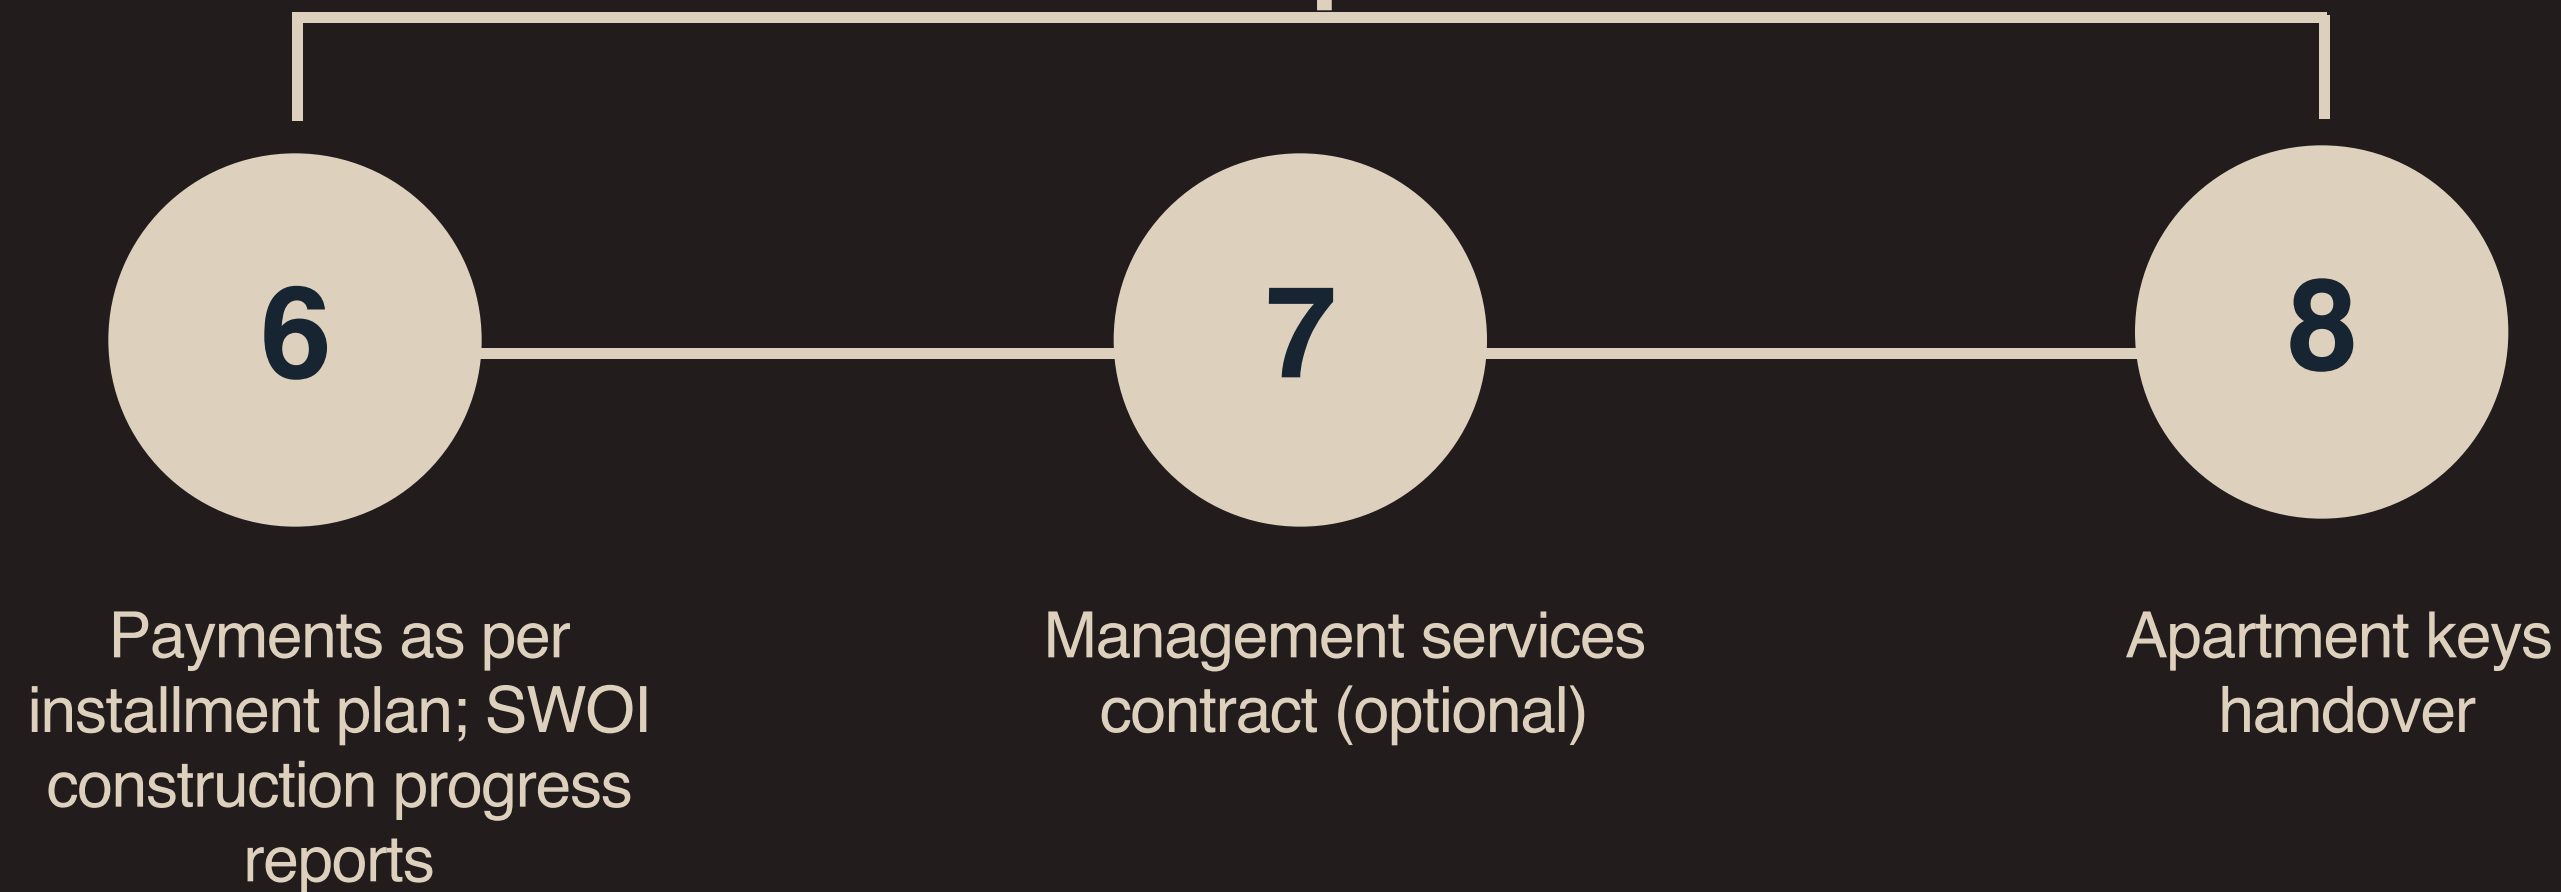 6
7
8
Payments as per
installment plan; SWOI
construction progress
reports
Management services
contract (optional)
Apartment keys
handover